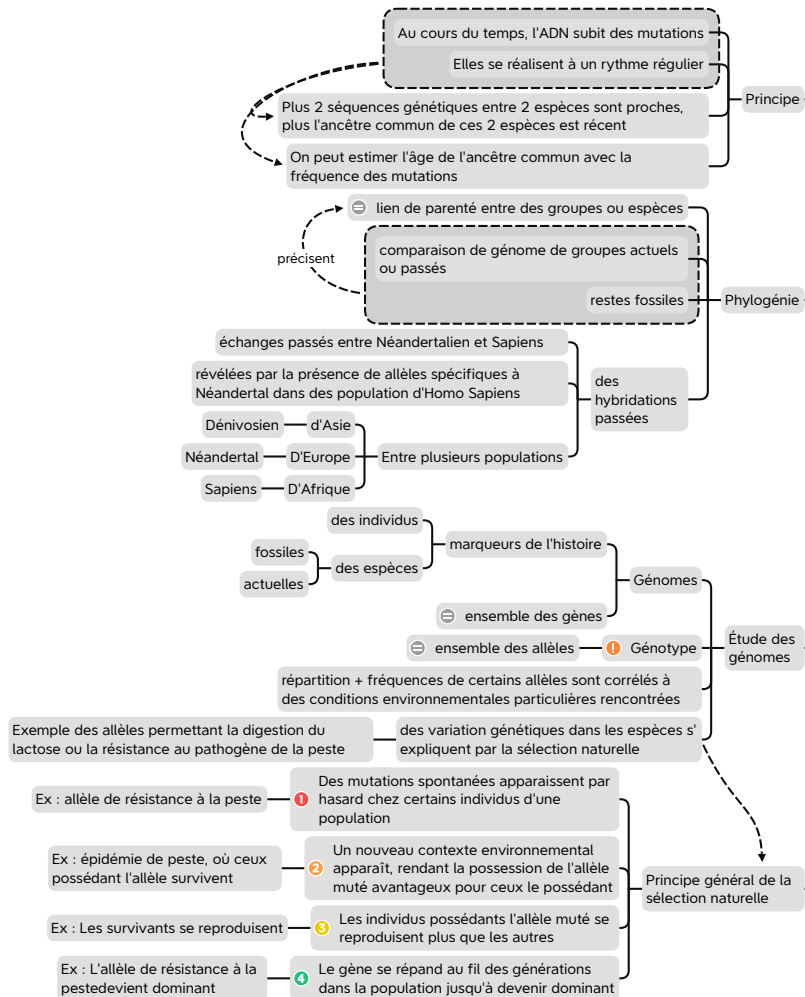 Au cours du temps, l'ADN subit des mutations
Elles se réalisent à un rythme régulier
Principe
Plus 2 séquences génétiques entre 2 espèces sont proches,
plus l'ancêtre commun de ces 2 espèces est récent
On peut estimer l'âge de l'ancêtre commun avec la
fréquence des mutations
lien de parenté entre des groupes ou espèces
précisent
comparaison de génome de groupes actuels
ou passés
restes fossiles
Phylogénie
échanges passés entre Néandertalien et Sapiens
révélées par la présence de allèles spécifiques à
Néandertal dans des population d'Homo Sapiens
des
hybridations
passées
Dénivosien
d'Asie
Néandertal
D'Europe
Entre plusieurs populations
Sapiens
D'Afrique
des individus
marqueurs de l'histoire
fossiles
des espèces
actuelles
Génomes
ensemble des gènes
ensemble des allèles
! Génotype
Étude des
génomes
répartition + fréquences de certains allèles sont corrélés à
des conditions environnementales particulières rencontrées
Exemple des allèles permettant la digestion du
lactose ou la résistance au pathogène de la peste
des variation génétiques dans les espèces s'
expliquent par la sélection naturelle
Ex : allèle de résistance à la peste
1 Des mutations spontanées apparaissent par
hasard chez certains individus d'une
population
Ex : épidémie de peste, où ceux
possédant l'allèle survivent
2 Un nouveau contexte environnemental
apparaît, rendant la possession de l'allèle
muté avantageux pour ceux le possédant
Principe général de la
sélection naturelle
Ex : Les survivants se reproduisent
3 Les individus possédants l'allèle muté se
reproduisent plus que les autres
Ex : L'allèle de résistance à la
pestedevient dominant
4 Le gène se répand au fil des générations
dans la population jusqu'à devenir dominant